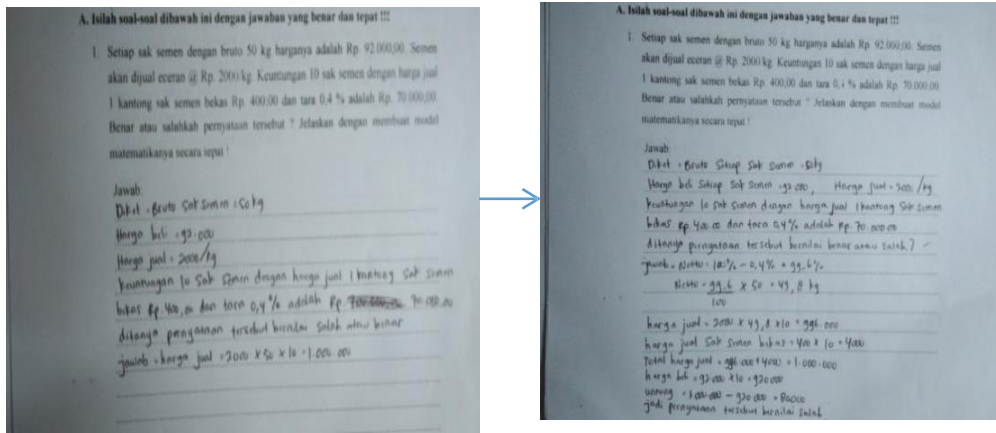 A. Isilah soal-soal dibawah ini dengan jawaban yang benar dan tepat !!!
1. Setiap sak semen dengan bruto 50 kg harganya adalah Rp. 92.000,00. Semen
akan dijual eceran @ Rp. 2000/kg. Keuntungan 10 sak semen dengan harga jual
1 kantong sak semen bekas Rp. 400,00 dan tara 0,4 % adalah Rp. 70.000,00.
Benar atau salahkah pernyataan tersebut ? Jelaskan dengan membuat model
matematikanya secara tepat !
Jawab:
Diket : Bruto Sak Semen : 50 kg
Harga beli : 92.000
Harga jual = 2000/kg
keuntungan 10 Sak Semen dengan harga jual 1 kantong Sak Semen
bekas Rp. 400,00 dan tara 0,4% adalah Rp. 70.000.00
ditanya pernyataan tersebut bernilai salah atau benar
jawab = harga jual = 2000 x 50 x 10 = 1.000.000
A. Isilah soal-soal dibawah ini dengan jawaban yang benar dan tepat !!!
1. Setiap sak semen dengan bruto 50 kg harganya adalah Rp. 92.000,00. Semen
akan dijual eceran @ Rp. 2000/kg. Keuntungan 10 sak semen dengan harga jual
1 kantong sak semen bekas Rp. 400,00 dan tara 0,4 % adalah Rp. 70.000,00.
Benar atau salahkah pernyataan tersebut ? Jelaskan dengan membuat model
matematikanya secara tepat !
Jawab:
Diket : Bruto Setiap Sak Semen = 50 kg
Harga beli Setiap Sak Semen = 92.000, Harga jual = 2000/kg
keuntungan 10 Sak Semen dengan harga jual 1 kantong Sak Semen
bekas Rp 400.00 dan tara 0,4% adalah Rp. 70.000.00
ditanya pernyataan tersebut bernilai benar atau salah?
jawab = Netto = 100% - 0,4% = 99,6%
Netto = 99,6/100 x 50 = 49,8 kg
harga jual = 2000 x 49,8 x 10 = 996.000
harga jual Sak Semen bekas = 400 x 10 = 4000
Total harga jual = 996.000 + 4000 = 1.000.000
harga beli = 92.000 x 10 = 920.000
untung = 1.000.000 - 920.000 = 80.000
jadi pernyataan tersebut bernilai salah